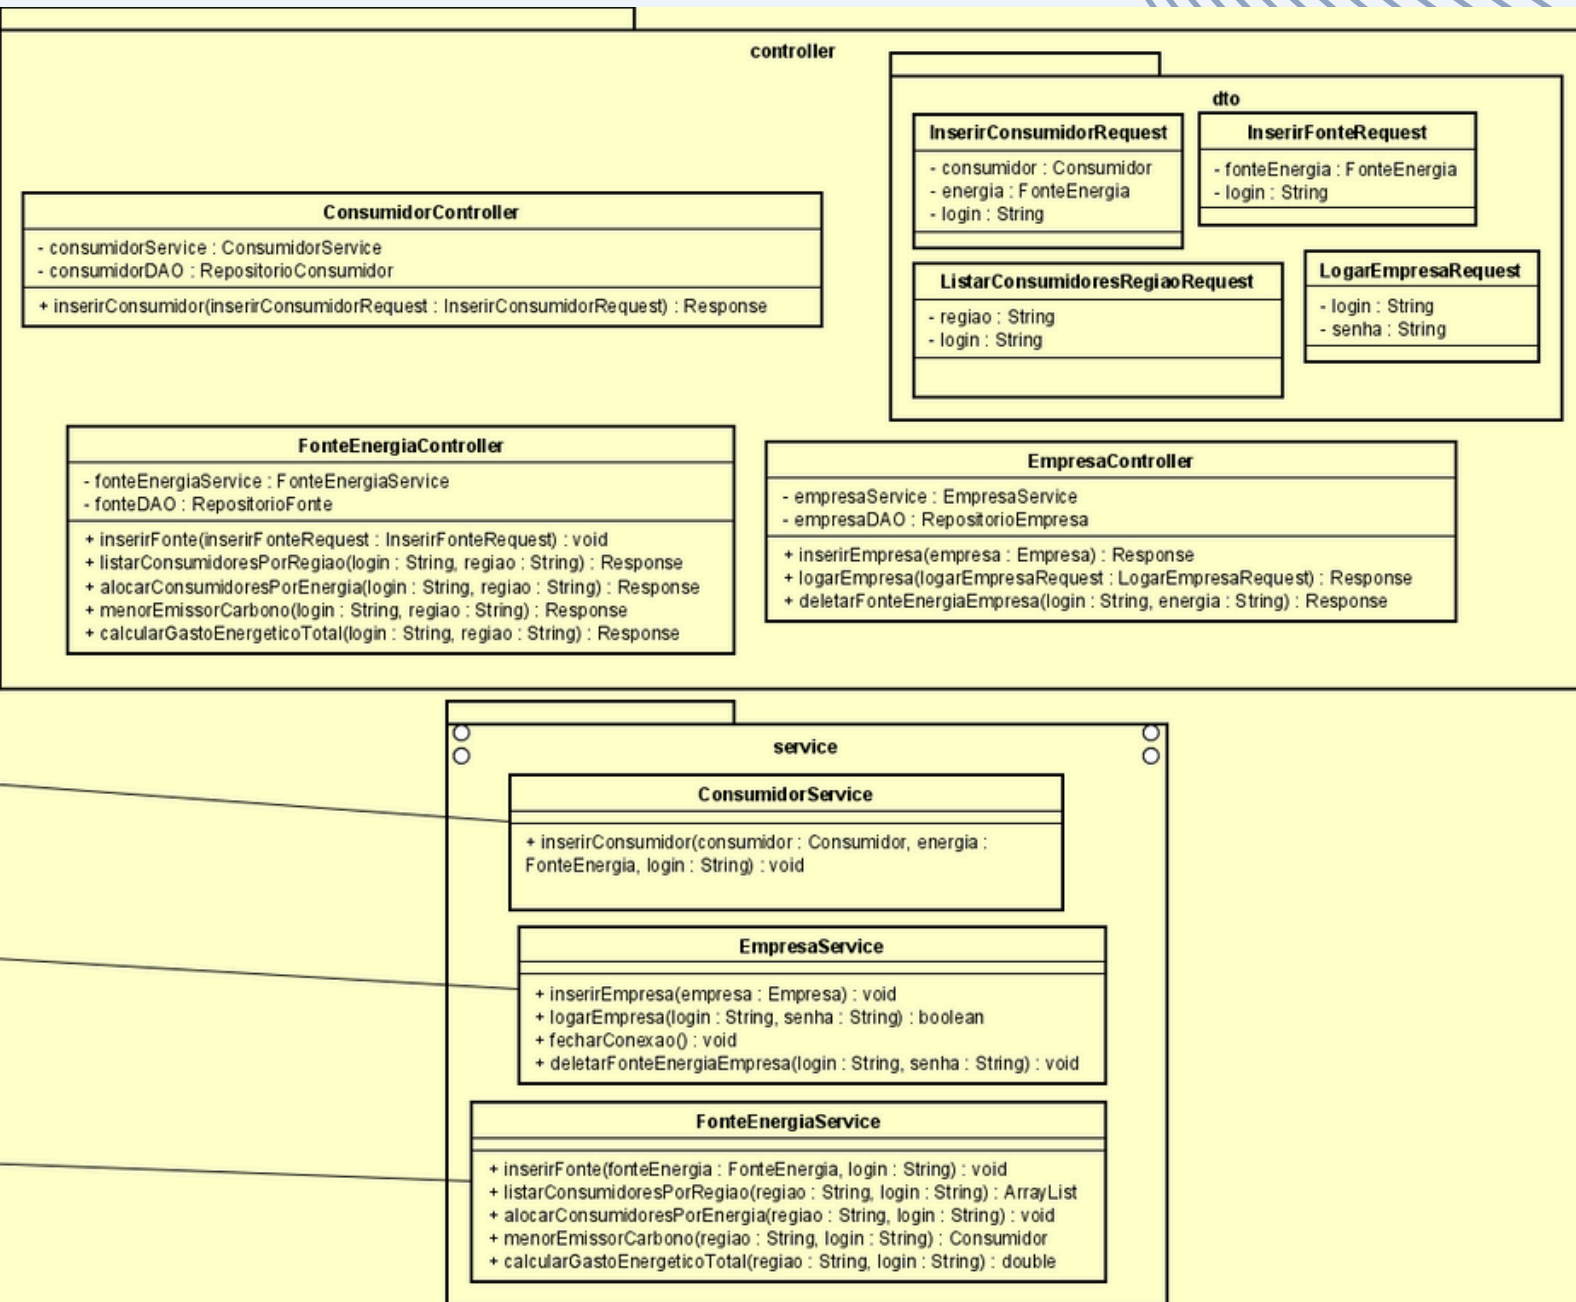 controller
dto
InserirConsumidorRequest
- consumidor : Consumidor
- energia : FonteEnergia
- login : String
InserirFonteRequest
- fonteEnergia : FonteEnergia
- login : String
ListarConsumidoresRegiaoRequest
- regiao : String
- login : String
LogarEmpresaRequest
- login : String
- senha : String
ConsumidorController
- consumidorService : ConsumidorService
- consumidorDAO : RepositorioConsumidor
+ inserirConsumidor(inserirConsumidorRequest : InserirConsumidorRequest) : Response
FonteEnergiaController
- fonteEnergiaService : FonteEnergiaService
- fonteDAO : RepositorioFonte
+ inserirFonte(inserirFonteRequest : InserirFonteRequest) : void
+ listarConsumidoresPorRegiao(login : String, regiao : String) : Response
+ alocarConsumidoresPorEnergia(login : String, regiao : String) : Response
+ menorEmissorCarbono(login : String, regiao : String) : Response
+ calcularGastoEnergeticoTotal(login : String, regiao : String) : Response
EmpresaController
- empresaService : EmpresaService
- empresaDAO : RepositorioEmpresa
+ inserirEmpresa(empresa : Empresa) : Response
+ logarEmpresa(logarEmpresaRequest : LogarEmpresaRequest) : Response
+ deletarFonteEnergiaEmpresa(login : String, energia : String) : Response
service
ConsumidorService
+ inserirConsumidor(consumidor : Consumidor, energia :
FonteEnergia, login : String) : void
EmpresaService
+ inserirEmpresa(empresa : Empresa) : void
+ logarEmpresa(login : String, senha : String) : boolean
+ fecharConexao() : void
+ deletarFonteEnergiaEmpresa(login : String, senha : String) : void
FonteEnergiaService
+ inserirFonte(fonteEnergia : FonteEnergia, login : String) : void
+ listarConsumidoresPorRegiao(regiao : String, login : String) : ArrayList
+ alocarConsumidoresPorEnergia(regiao : String, login : String) : void
+ menorEmissorCarbono(regiao : String, login : String) : Consumidor
+ calcularGastoEnergeticoTotal(regiao : String, login : String) : double